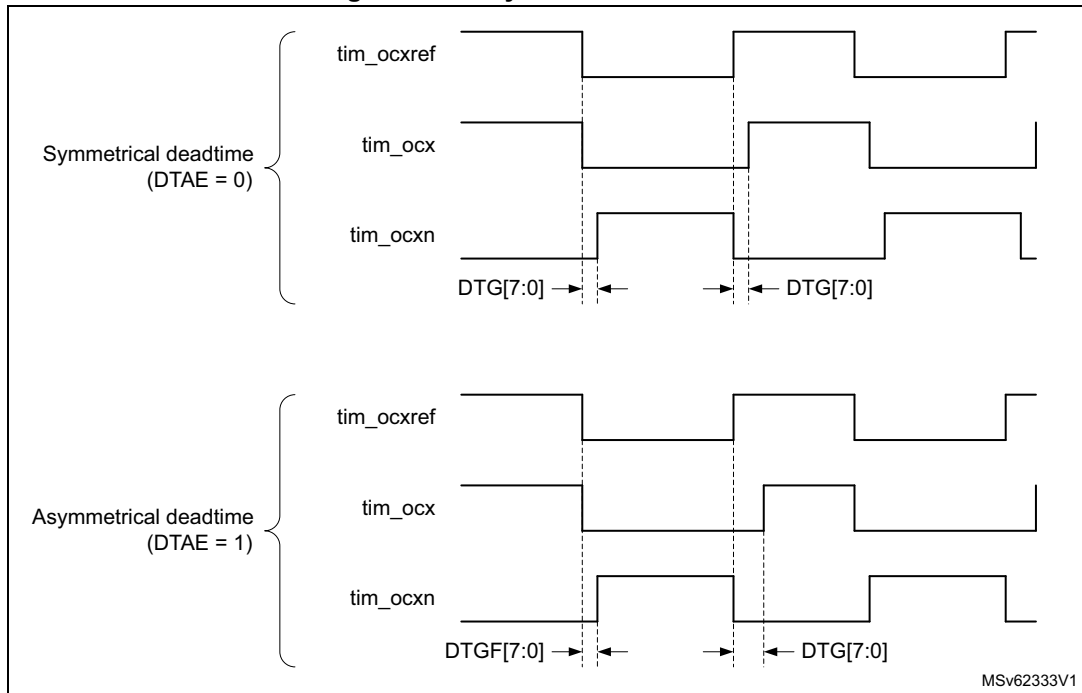 tim_ocxref
tim_ocx
Symmetrical deadtime
(DTAE = 0)
tim_ocxn
DTG[7:0]
DTG[7:0]
tim_ocxref
tim_ocx
Asymmetrical deadtime
(DTAE = 1)
tim_ocxn
DTGF[7:0]
DTG[7:0]
MSv62333V1